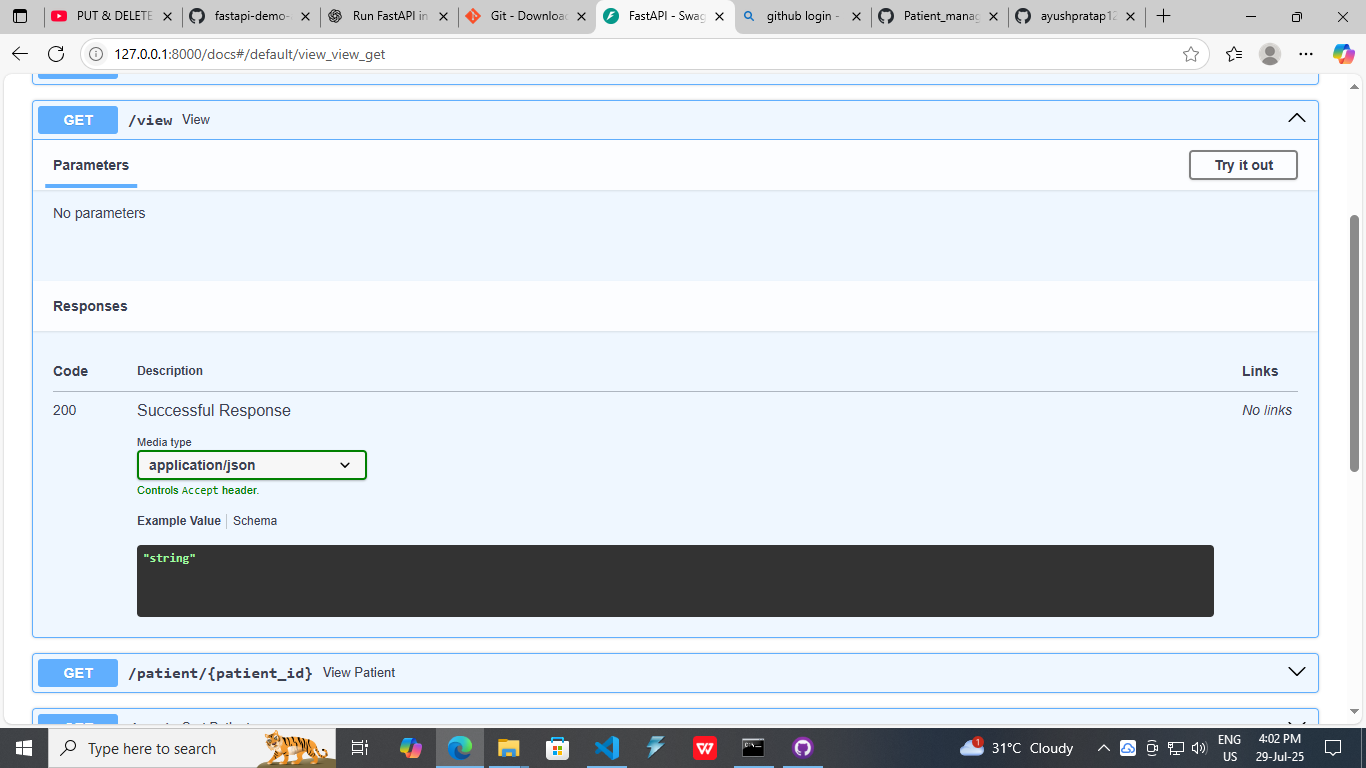 PUT & DELETE
fastapi-demo-
Run FastAPI in
Git - Download
FastAPI - Swag
github login -
Patient_manag
ayushpratap12
127.0.0.1:8000/docs#/default/view_view_get
GET /view View
Parameters
Try it out
No parameters
Responses
Code Description Links
200 Successful Response No links
Media type
application/json
Controls Accept header.
Example Value Schema
"string"
GET /patient/{patient_id} View Patient
Type here to search
1
31°C Cloudy
ENG
US
4:02 PM
29-Jul-25